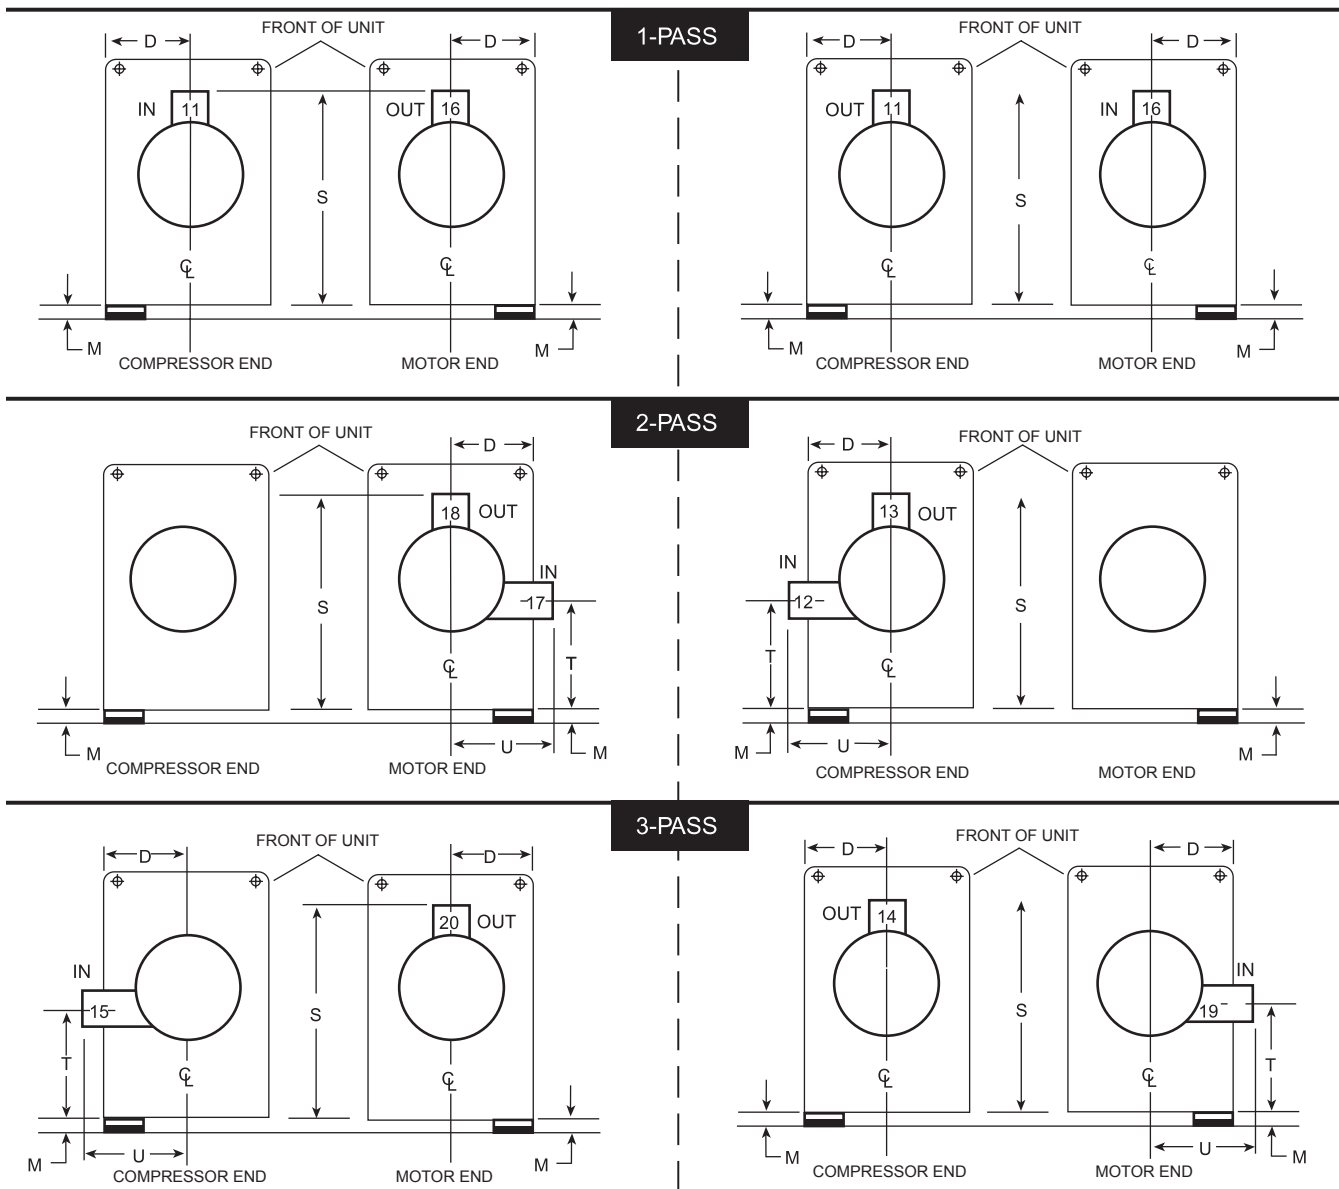 1-PASS
FRONT OF UNIT
D D
IN 11 OUT 16
S
℄ ℄
M M
COMPRESSOR END MOTOR END
FRONT OF UNIT
D D
OUT 11 IN 16
S
℄ ℄
M M
COMPRESSOR END MOTOR END
2-PASS
FRONT OF UNIT
D
18 OUT
IN
17
S
T
℄
M U M
COMPRESSOR END MOTOR END
FRONT OF UNIT
D
13 OUT
IN
12
S
T
℄
M U M
COMPRESSOR END MOTOR END
3-PASS
FRONT OF UNIT
D D
20 OUT
IN
15
S
T
℄ ℄
M U M
COMPRESSOR END MOTOR END
FRONT OF UNIT
D D
OUT 14
IN
19
S
T
℄ ℄
M U M
COMPRESSOR END MOTOR END